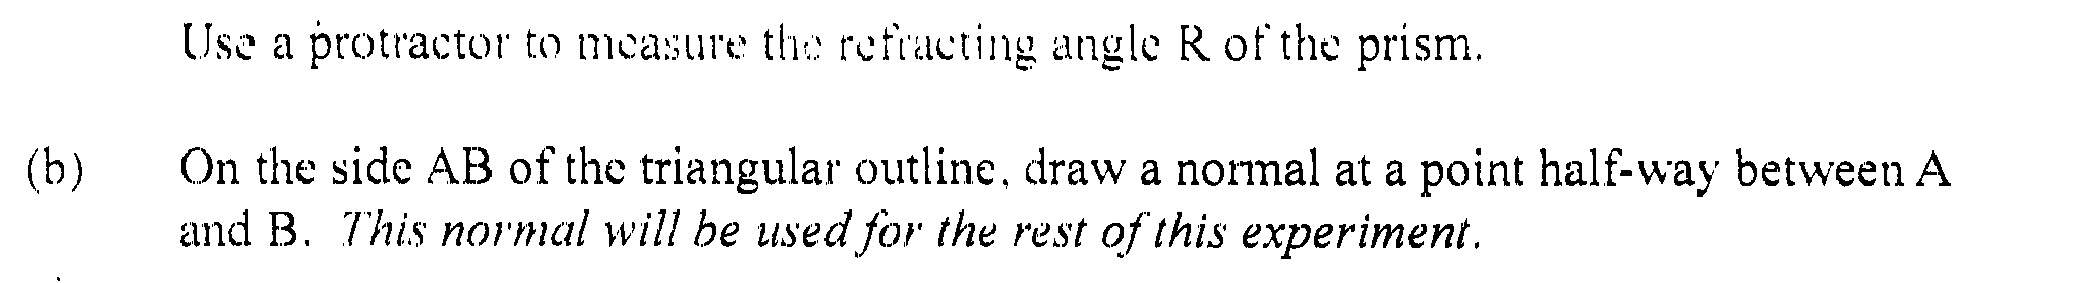 Use a protractor to measure the refracting angle R of the prism.
(b) On the side AB of the triangular outline, draw a normal at a point half-way between A
and B. This normal will be used for the rest of this experiment.